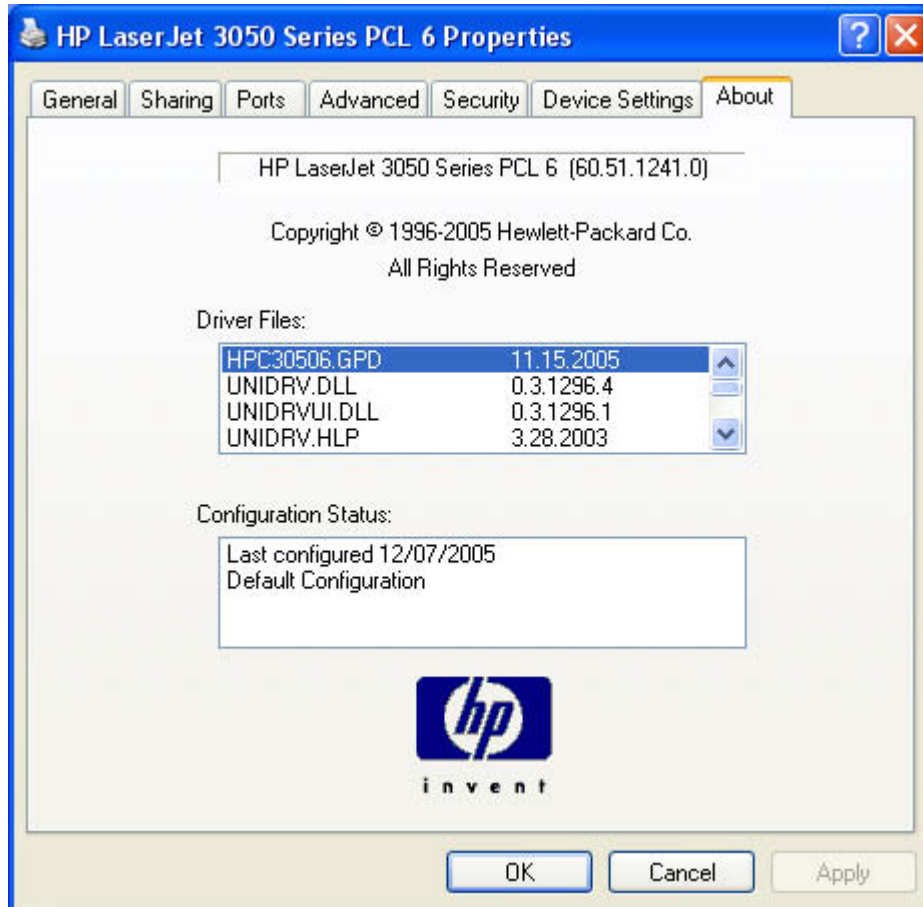 HP LaserJet 3050 Series PCL 6 Properties
General Sharing Ports Advanced Security Device Settings About
HP LaserJet 3050 Series PCL 6 (60.51.1241.0)
Copyright © 1996-2005 Hewlett-Packard Co.
All Rights Reserved
Driver Files:
HPC30506.GPD 11.15.2005
UNIDRV.DLL 0.3.1296.4
UNIDRVUI.DLL 0.3.1296.1
UNIDRV.HLP 3.28.2003
Configuration Status:
Last configured 12/07/2005
Default Configuration
hp
invent
OK Cancel Apply